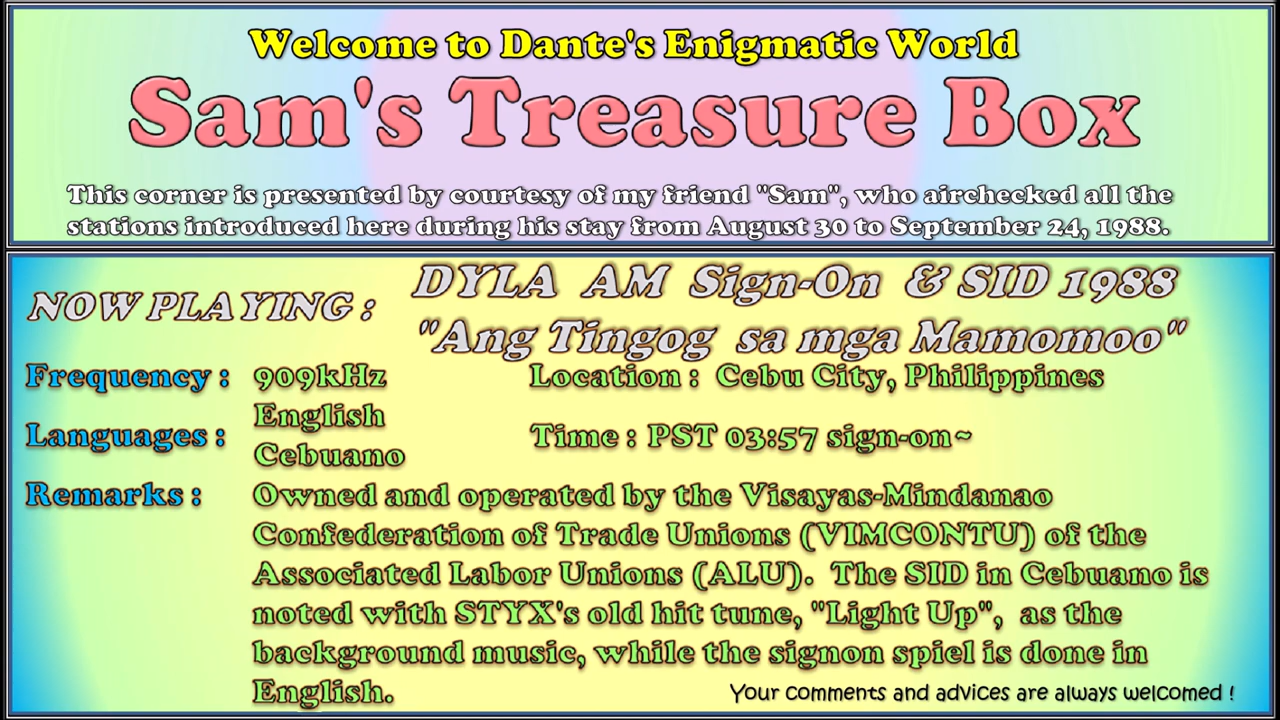 Welcome to Dante's Enigmatic World
Sam's Treasure Box
This corner is presented by courtesy of my friend "Sam", who airchecked all the
stations introduced here during his stay from August 30 to September 24, 1988.
NOW PLAYING : DYLA AM Sign-On & SID 1988
"Ang Tingog sa mga Mamomoo"
Frequency : 909kHz Location : Cebu City, Philippines
Languages : English
Cebuano
Time : PST 03:57 sign-on~
Remarks : Owned and operated by the Visayas-Mindanao
Confederation of Trade Unions (VIMCONTU) of the
Associated Labor Unions (ALU). The SID in Cebuano is
noted with STYX's old hit tune, "Light Up", as the
background music, while the signon spiel is done in
English.
Your comments and advices are always welcomed !